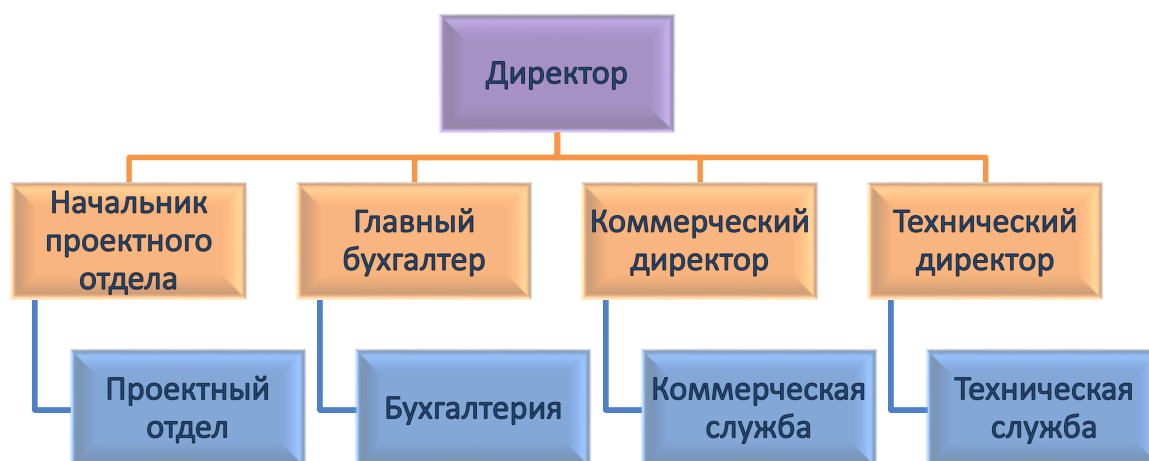 Директор
Начальник
проектного
отдела
Главный
бухгалтер
Коммерческий
директор
Технический
директор
Проектный
отдел
Бухгалтерия
Коммерческая
служба
Техническая
служба